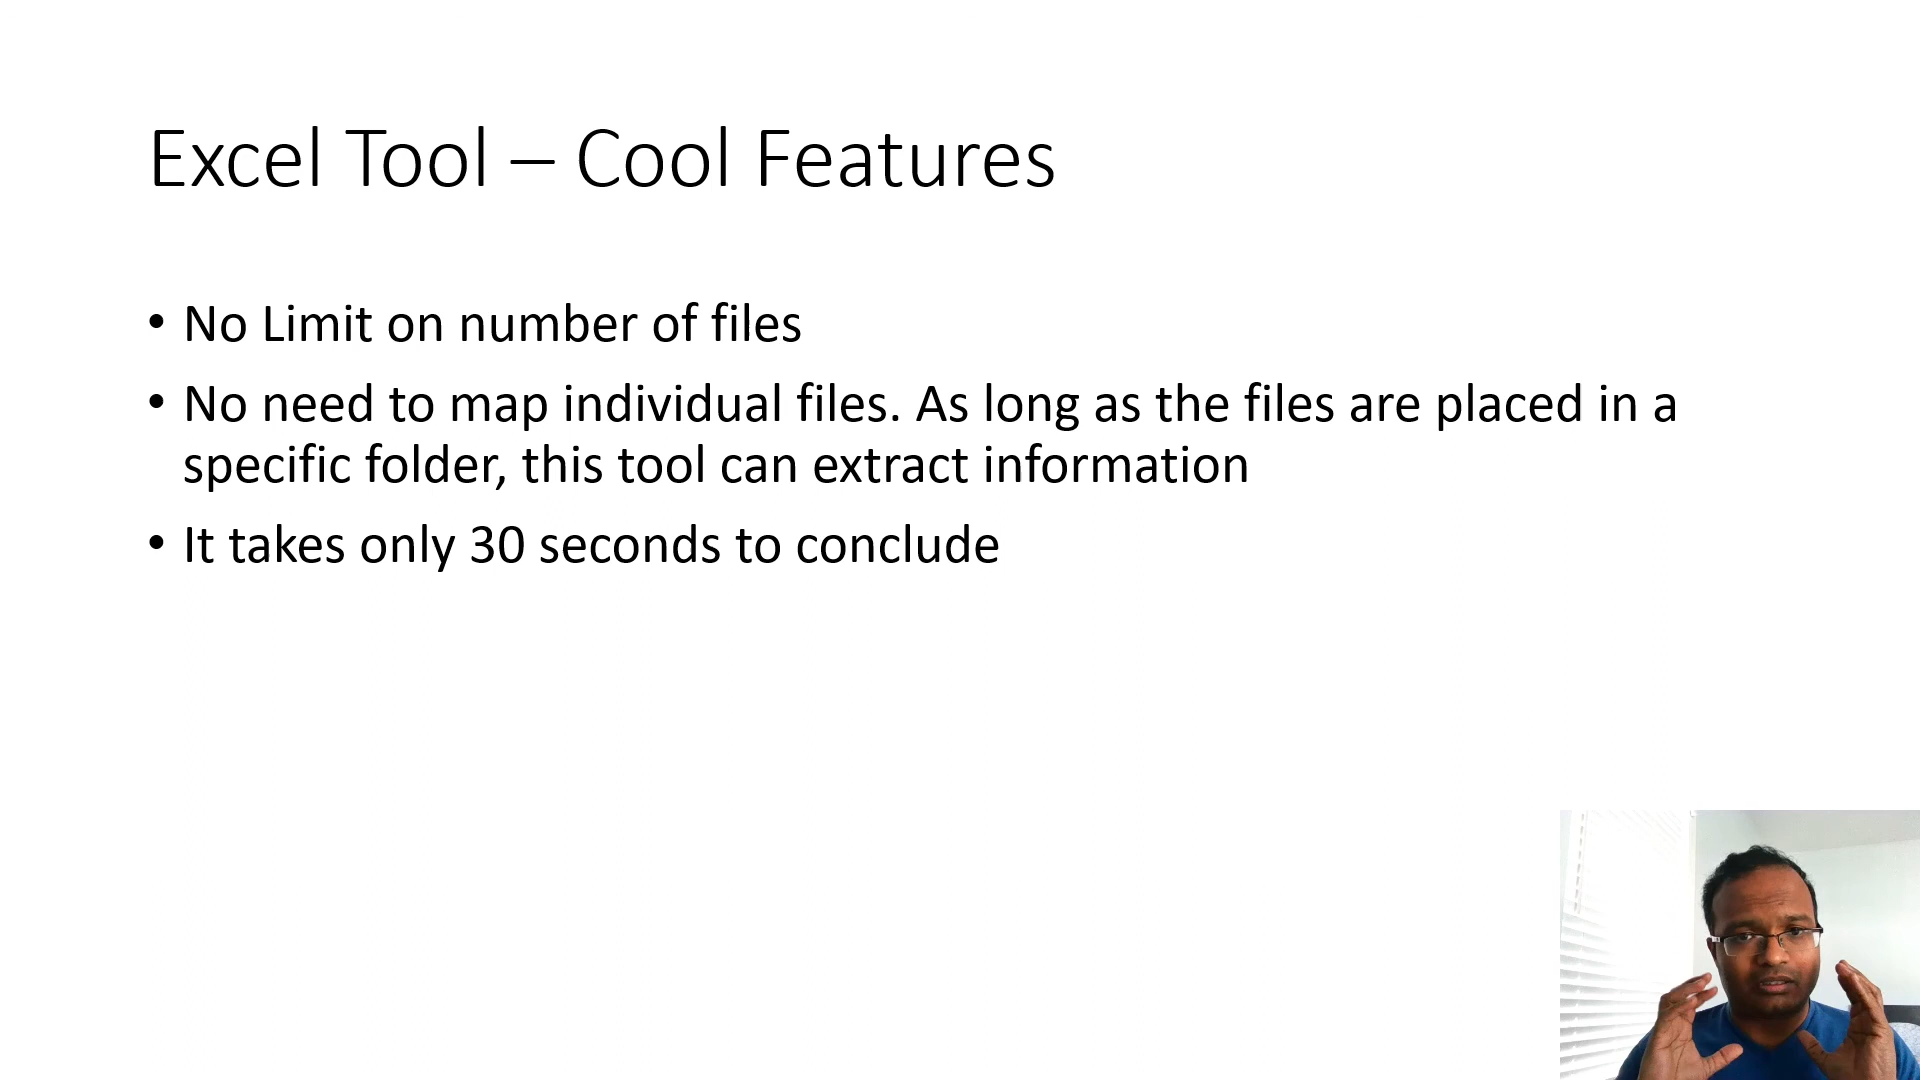 Excel Tool – Cool Features
• No Limit on number of files
• No need to map individual files. As long as the files are placed in a
specific folder, this tool can extract information
• It takes only 30 seconds to conclude